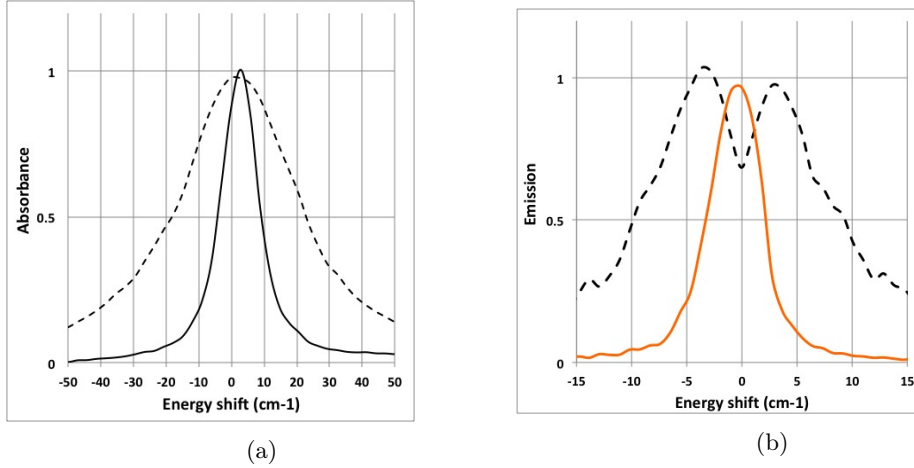 Absorbance
1
0.5
0
-50 -40 -30 -20 -10 0 10 20 30 40 50
Energy shift (cm-1)
(a)
Emission
1
0.5
0
-15 -10 -5 0 5 10 15
Energy shift (cm-1)
(b)